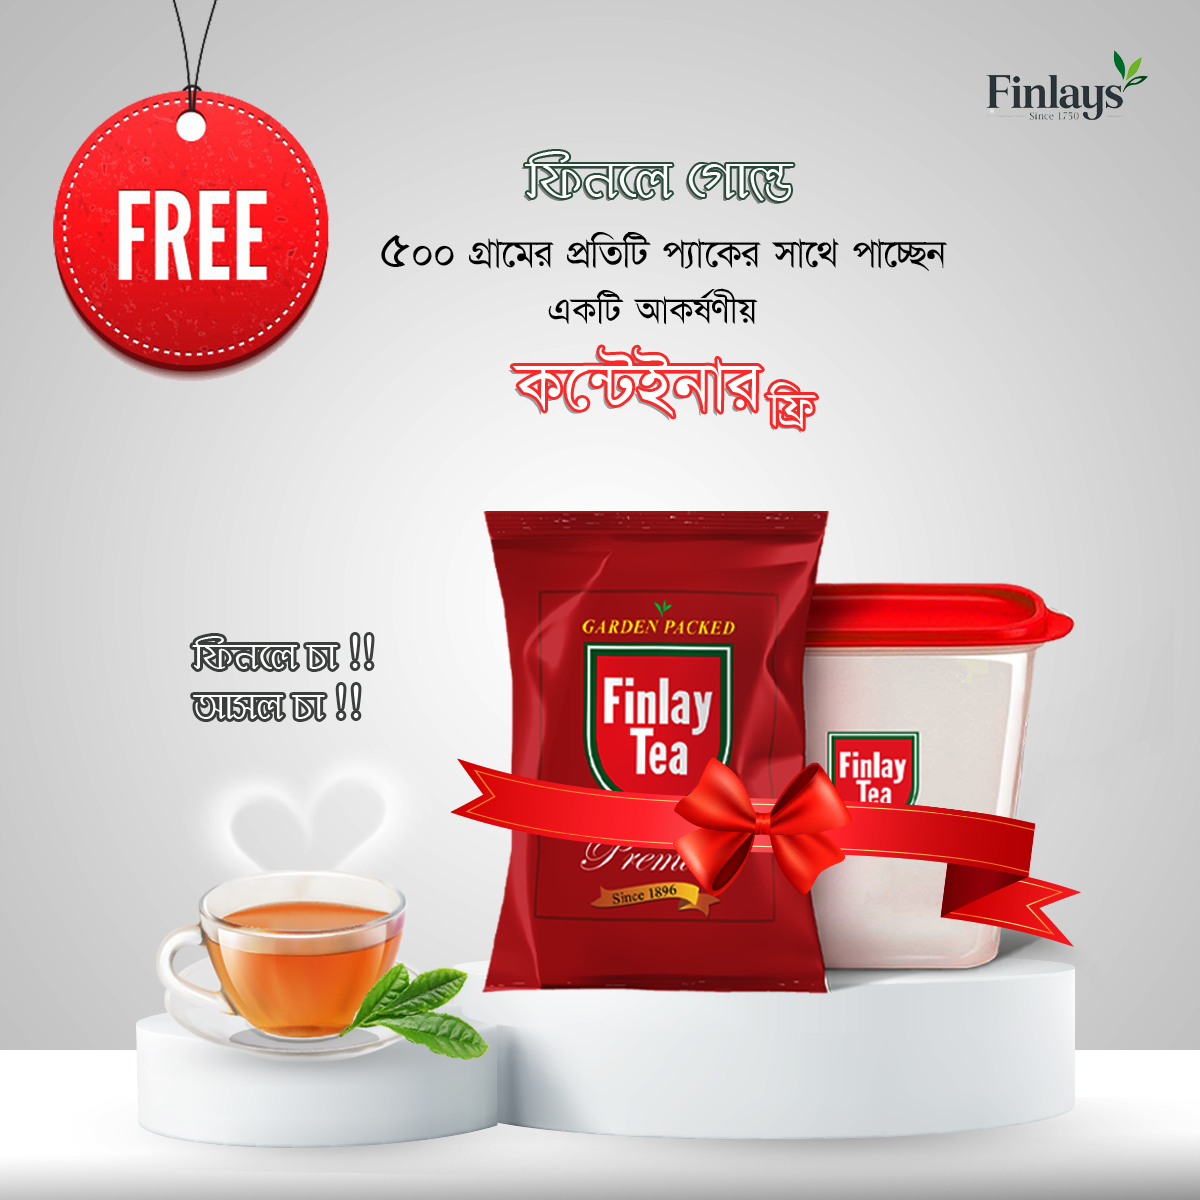 Finlays
Since 1750
FREE
ফিনলে গোল্ডে
৫০০ গ্রামের প্রতিটি প্যাকের সাথে পাচ্ছেন
একটি আকর্ষণীয়
কন্টেইনার ফ্রি
GARDEN PACKED
Finlay
Tea
Since 1896
Finlay
Tea
ফিনলে চা !!
আসল চা !!